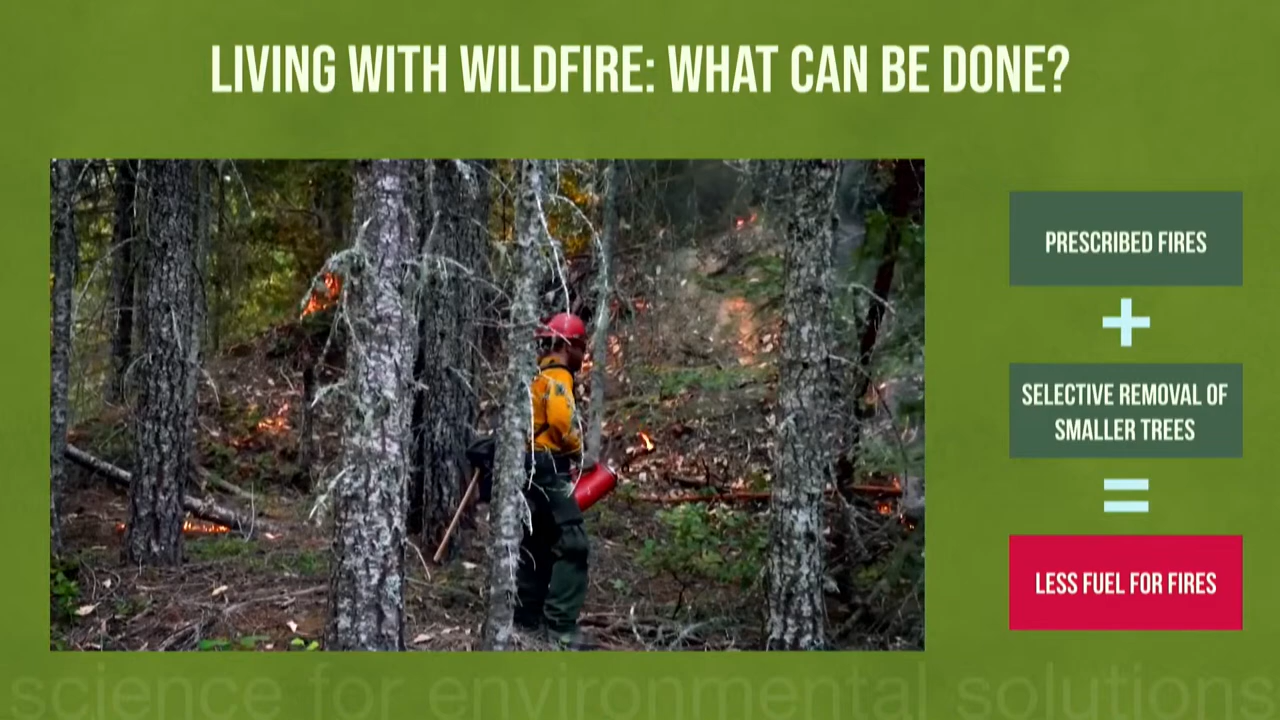 LIVING WITH WILDFIRE: WHAT CAN BE DONE?
PRESCRIBED FIRES
+
SELECTIVE REMOVAL OF
SMALLER TREES
=
LESS FUEL FOR FIRES
science for environmental solutions